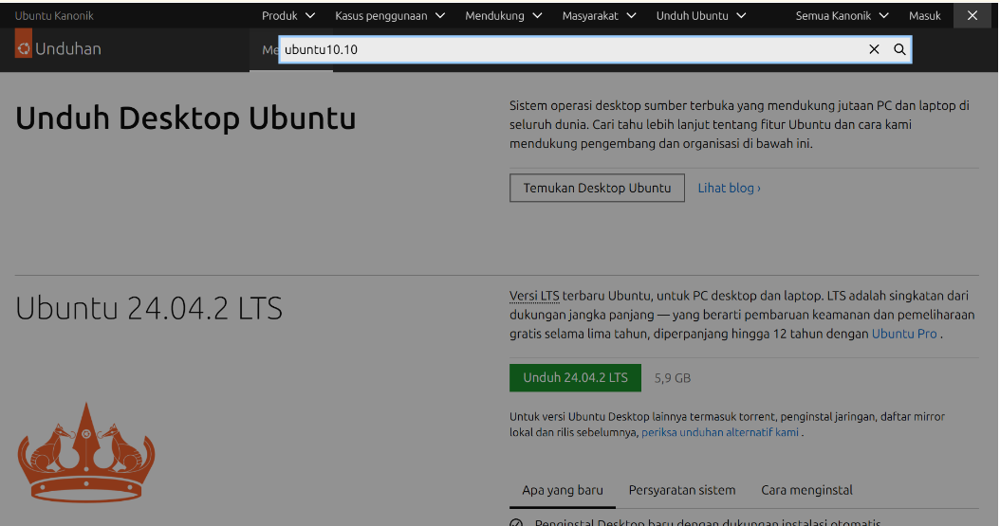 Ubuntu Kanonik Produk Kasus penggunaan Mendukung Masyarakat Unduh Ubuntu Semua Kanonik Masuk
Unduhan Me ubuntu10.10
Unduh Desktop Ubuntu
Sistem operasi desktop sumber terbuka yang mendukung jutaan PC dan laptop di
seluruh dunia. Cari tahu lebih lanjut tentang fitur Ubuntu dan cara kami
mendukung pengembang dan organisasi di bawah ini.
Temukan Desktop Ubuntu Lihat blog ›
Ubuntu 24.04.2 LTS
Versi LTS terbaru Ubuntu, untuk PC desktop dan laptop. LTS adalah singkatan dari
dukungan jangka panjang — yang berarti pembaruan keamanan dan pemeliharaan
gratis selama lima tahun, diperpanjang hingga 12 tahun dengan Ubuntu Pro .
Unduh 24.04.2 LTS 5,9 GB
Untuk versi Ubuntu Desktop lainnya termasuk torrent, penginstal jaringan, daftar mirror
lokal dan rilis sebelumnya, periksa unduhan alternatif kami .
Apa yang baru Persyaratan sistem Cara menginstal
Penginstal Desktop baru dengan dukungan instalasi otomatis